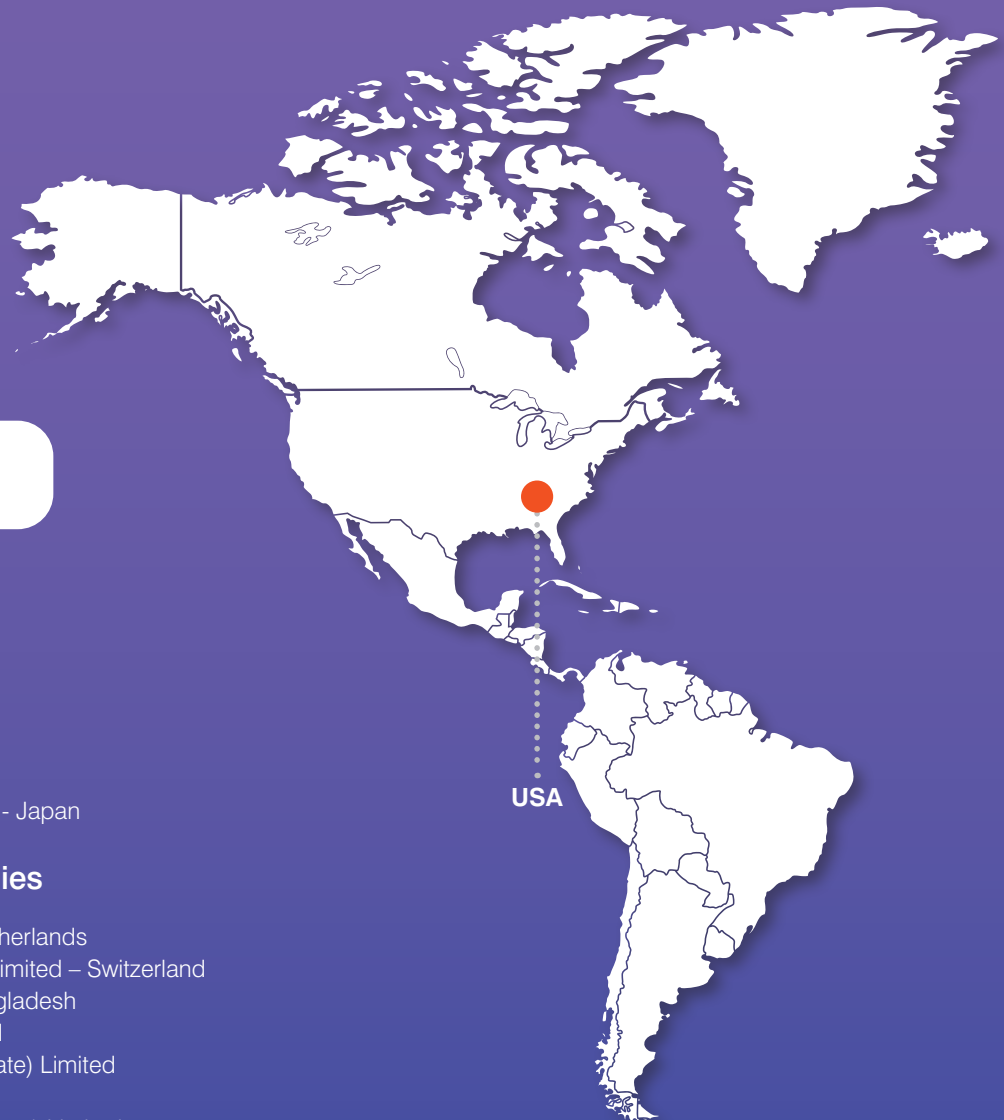 USA
- Japan
ies
herlands
imited – Switzerland
gladesh
ate) Limited